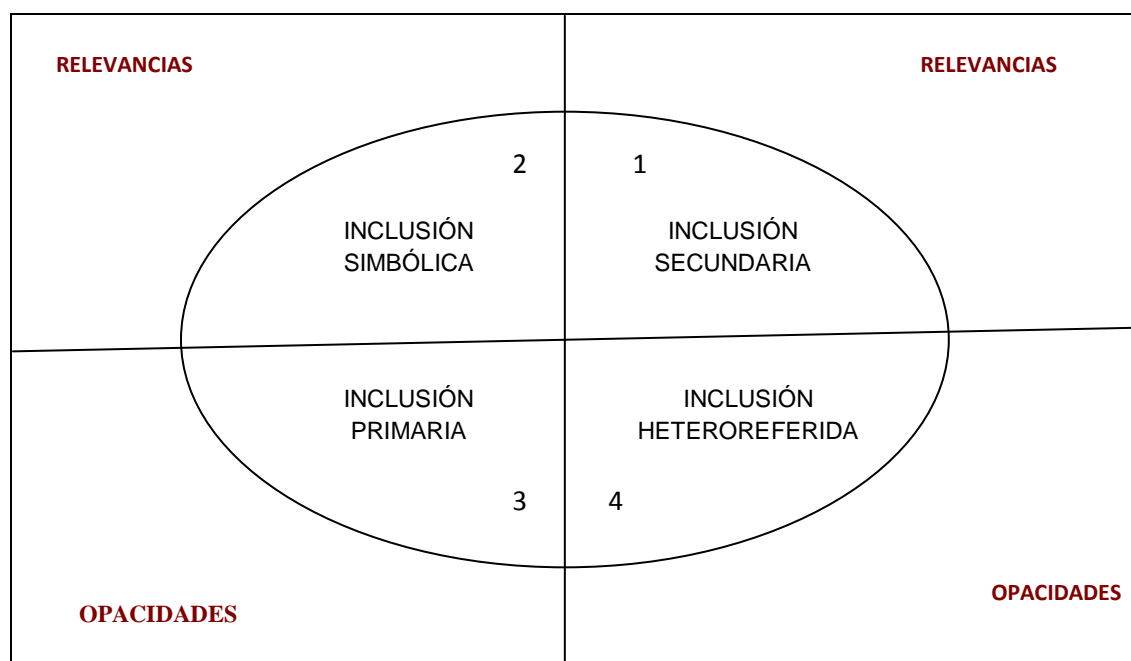 RELEVANCIAS
RELEVANCIAS
2
1
INCLUSIÓN
SIMBÓLICA
INCLUSIÓN
SECUNDARIA
INCLUSIÓN
PRIMARIA
INCLUSIÓN
HETEROREFERIDA
3
4
OPACIDADES
OPACIDADES